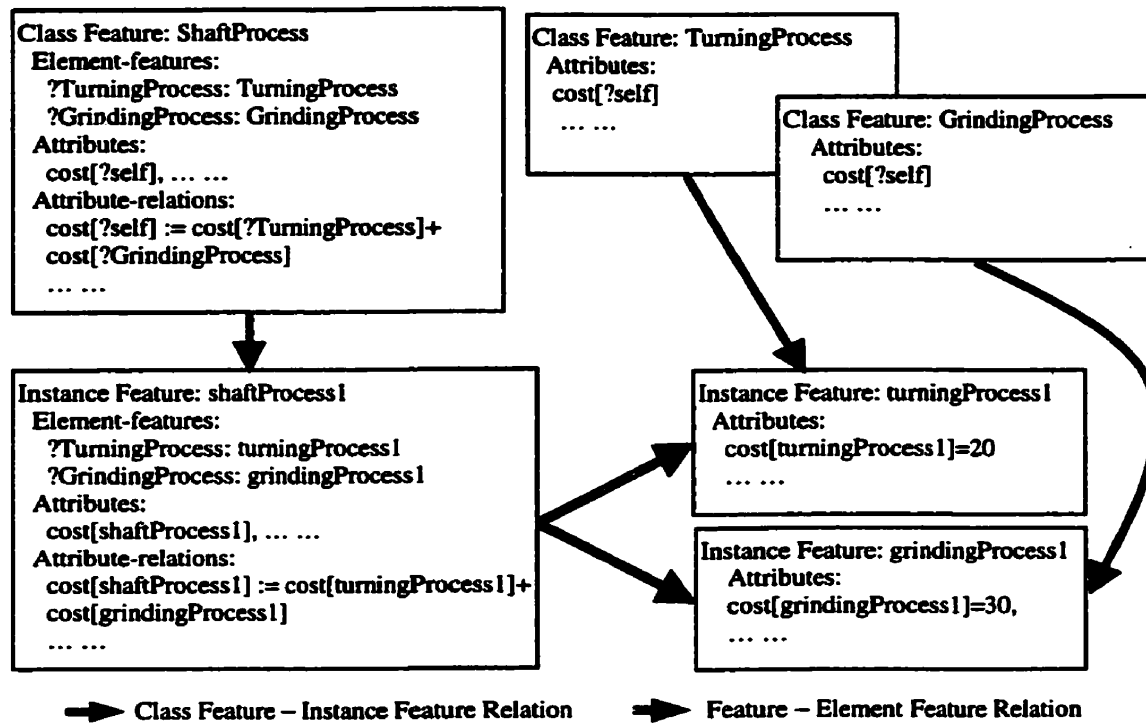 Class Feature: ShaftProcess
Element-features:
?TurningProcess: TurningProcess
?GrindingProcess: GrindingProcess
Attributes:
cost[?self], ... ...
Attribute-relations:
cost[?self] := cost[?TurningProcess]+
cost[?GrindingProcess]
... ...
Class Feature: TurningProcess
Attributes:
cost[?self]
... ...
Class Feature: GrindingProcess
Attributes:
cost[?self]
... ...
Instance Feature: shaftProcess1
Element-features:
?TurningProcess: turningProcess1
?GrindingProcess: grindingProcess1
Attributes:
cost[shaftProcess1], ... ...
Attribute-relations:
cost[shaftProcess1] := cost[turningProcess1]+
cost[grindingProcess1]
... ...
Instance Feature: turningProcess1
Attributes:
cost[turningProcess1]=20
... ...
Instance Feature: grindingProcess1
Attributes:
cost[grindingProcess1]=30,
... ...
Class Feature – Instance Feature Relation
Feature – Element Feature Relation